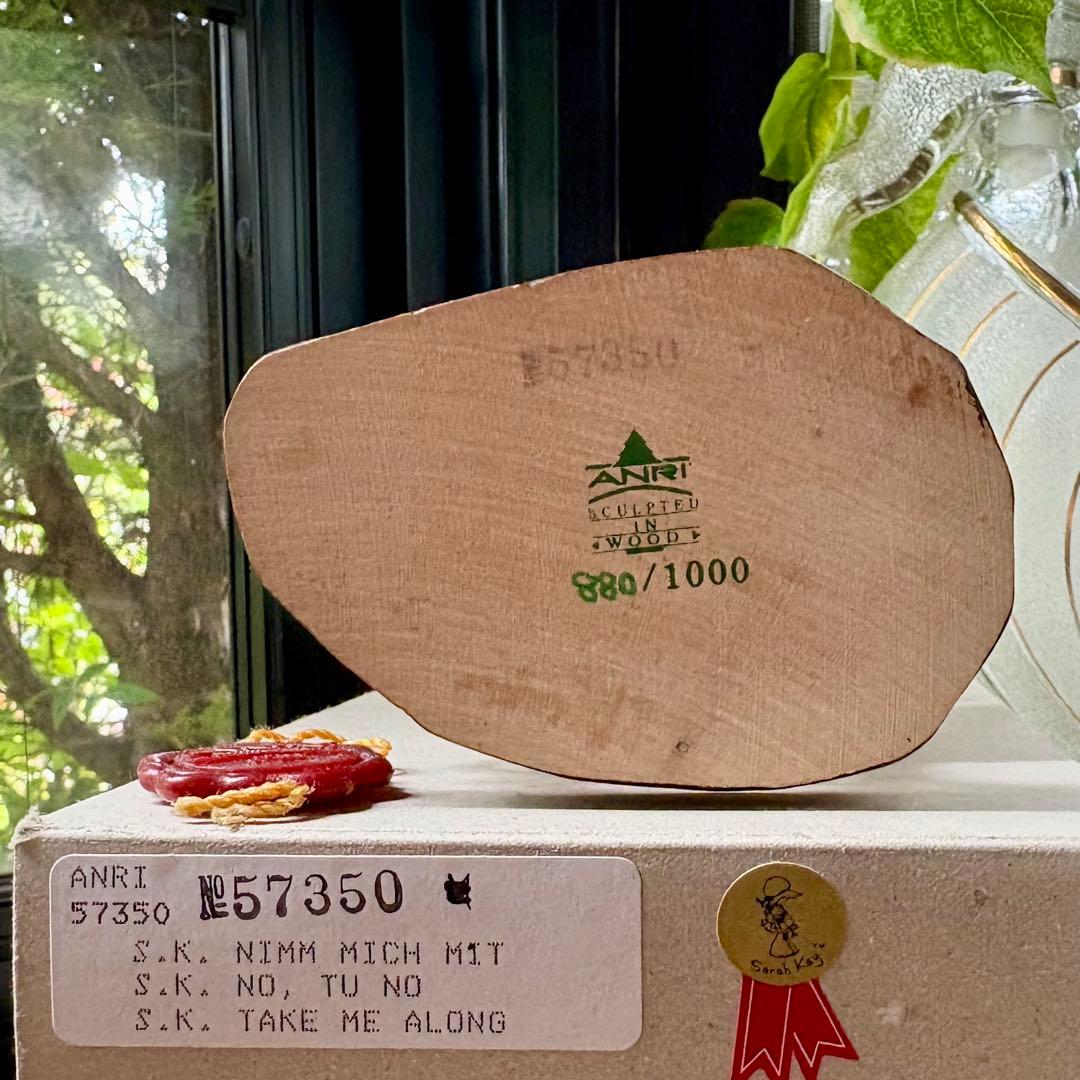 №57350
ANRI
SCULPTED
IN
WOOD
880/1000
ANRI
57350
№57350
S.K. NIMM MICH MIT
S.K. NO, TU NO
S.K. TAKE ME ALONG
Sarah Kay